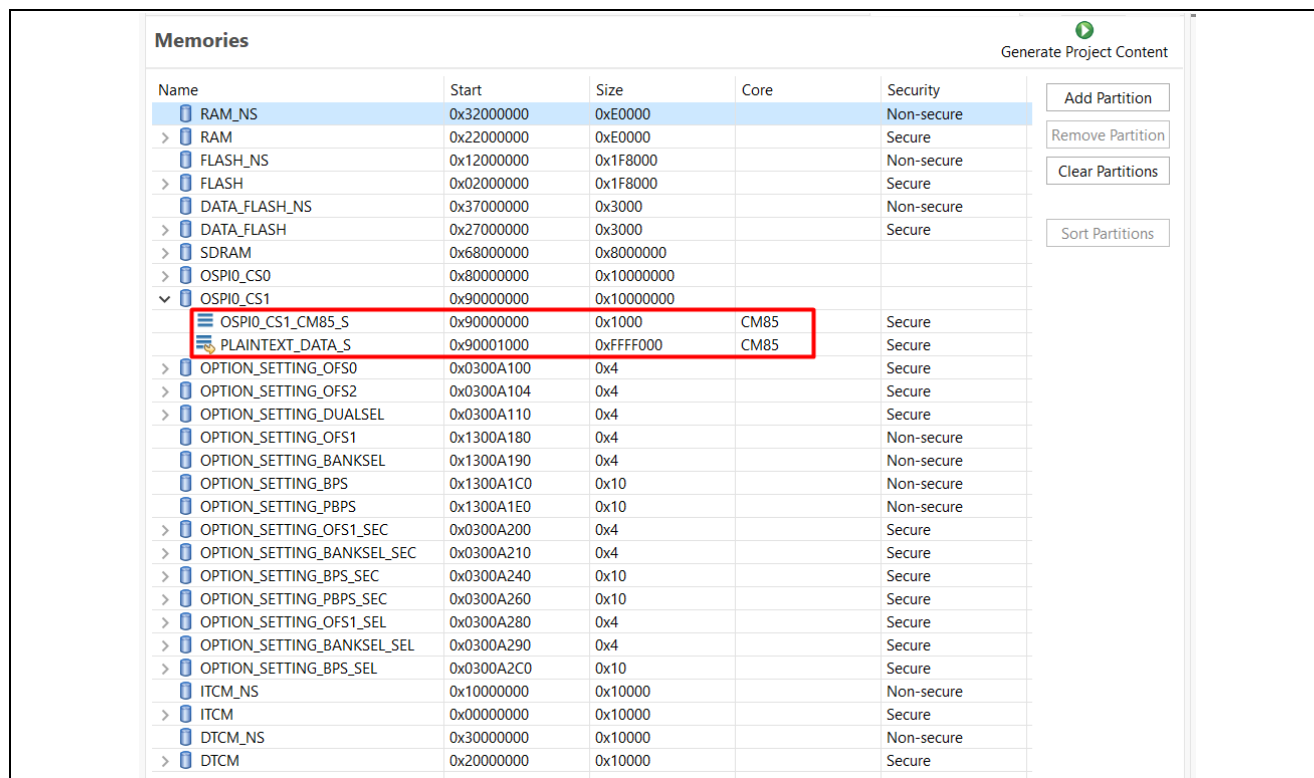 Memories
Generate Project Content
Name Start Size Core Security
RAM_NS 0x32000000 0xE0000 Non-secure
RAM 0x22000000 0xE0000 Secure
FLASH_NS 0x12000000 0x1F8000 Non-secure
FLASH 0x02000000 0x1F8000 Secure
DATA_FLASH_NS 0x37000000 0x3000 Non-secure
DATA_FLASH 0x27000000 0x3000 Secure
SDRAM 0x68000000 0x8000000
OSPI0_CS0 0x80000000 0x10000000
OSPI0_CS1 0x90000000 0x10000000
OSPI0_CS1_CM85_S 0x90000000 0x1000 CM85 Secure
PLAINTEXT_DATA_S 0x90001000 0xFFFF000 CM85 Secure
OPTION_SETTING_OFS0 0x0300A100 0x4 Secure
OPTION_SETTING_OFS2 0x0300A104 0x4 Secure
OPTION_SETTING_DUALSEL 0x0300A110 0x4 Secure
OPTION_SETTING_OFS1 0x1300A180 0x4 Non-secure
OPTION_SETTING_BANKSEL 0x1300A190 0x4 Non-secure
OPTION_SETTING_BPS 0x1300A1C0 0x10 Non-secure
OPTION_SETTING_PBPS 0x1300A1E0 0x10 Non-secure
OPTION_SETTING_OFS1_SEC 0x0300A200 0x4 Secure
OPTION_SETTING_BANKSEL_SEC 0x0300A210 0x4 Secure
OPTION_SETTING_BPS_SEC 0x0300A240 0x10 Secure
OPTION_SETTING_PBPS_SEC 0x0300A260 0x10 Secure
OPTION_SETTING_OFS1_SEL 0x0300A280 0x4 Secure
OPTION_SETTING_BANKSEL_SEL 0x0300A290 0x4 Secure
OPTION_SETTING_BPS_SEL 0x0300A2C0 0x10 Secure
ITCM_NS 0x10000000 0x10000 Non-secure
ITCM 0x00000000 0x10000 Secure
DTCM_NS 0x30000000 0x10000 Non-secure
DTCM 0x20000000 0x10000 Secure
Add Partition
Remove Partition
Clear Partitions
Sort Partitions